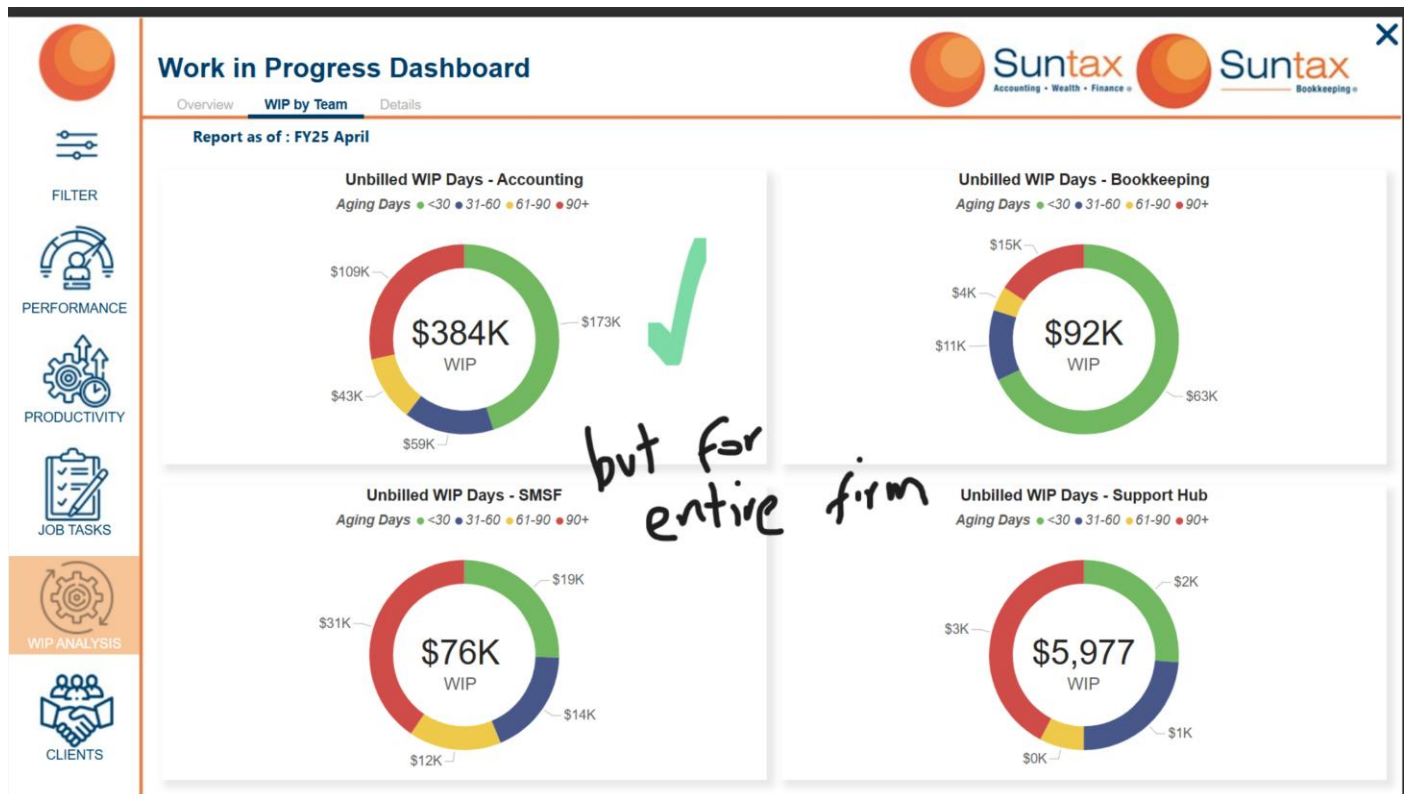 Work in Progress Dashboard
Suntax
Accounting • Wealth • Finance
Suntax
Bookkeeping
Overview WIP by Team Details
Report as of : FY25 April
FILTER
PERFORMANCE
PRODUCTIVITY
JOB TASKS
WIP ANALYSIS
CLIENTS
Unbilled WIP Days - Accounting
Aging Days <30 31-60 61-90 90+
$109K
$173K
$384K
WIP
$43K
$59K
Unbilled WIP Days - Bookkeeping
Aging Days <30 31-60 61-90 90+
$15K
$4K
$92K
$11K
WIP
$63K
but for
entire firm
Unbilled WIP Days - SMSF
Aging Days <30 31-60 61-90 90+
$19K
$31K
$76K
WIP
$14K
$12K
Unbilled WIP Days - Support Hub
Aging Days <30 31-60 61-90 90+
$2K
$3K
$5,977
WIP
$1K
$0K